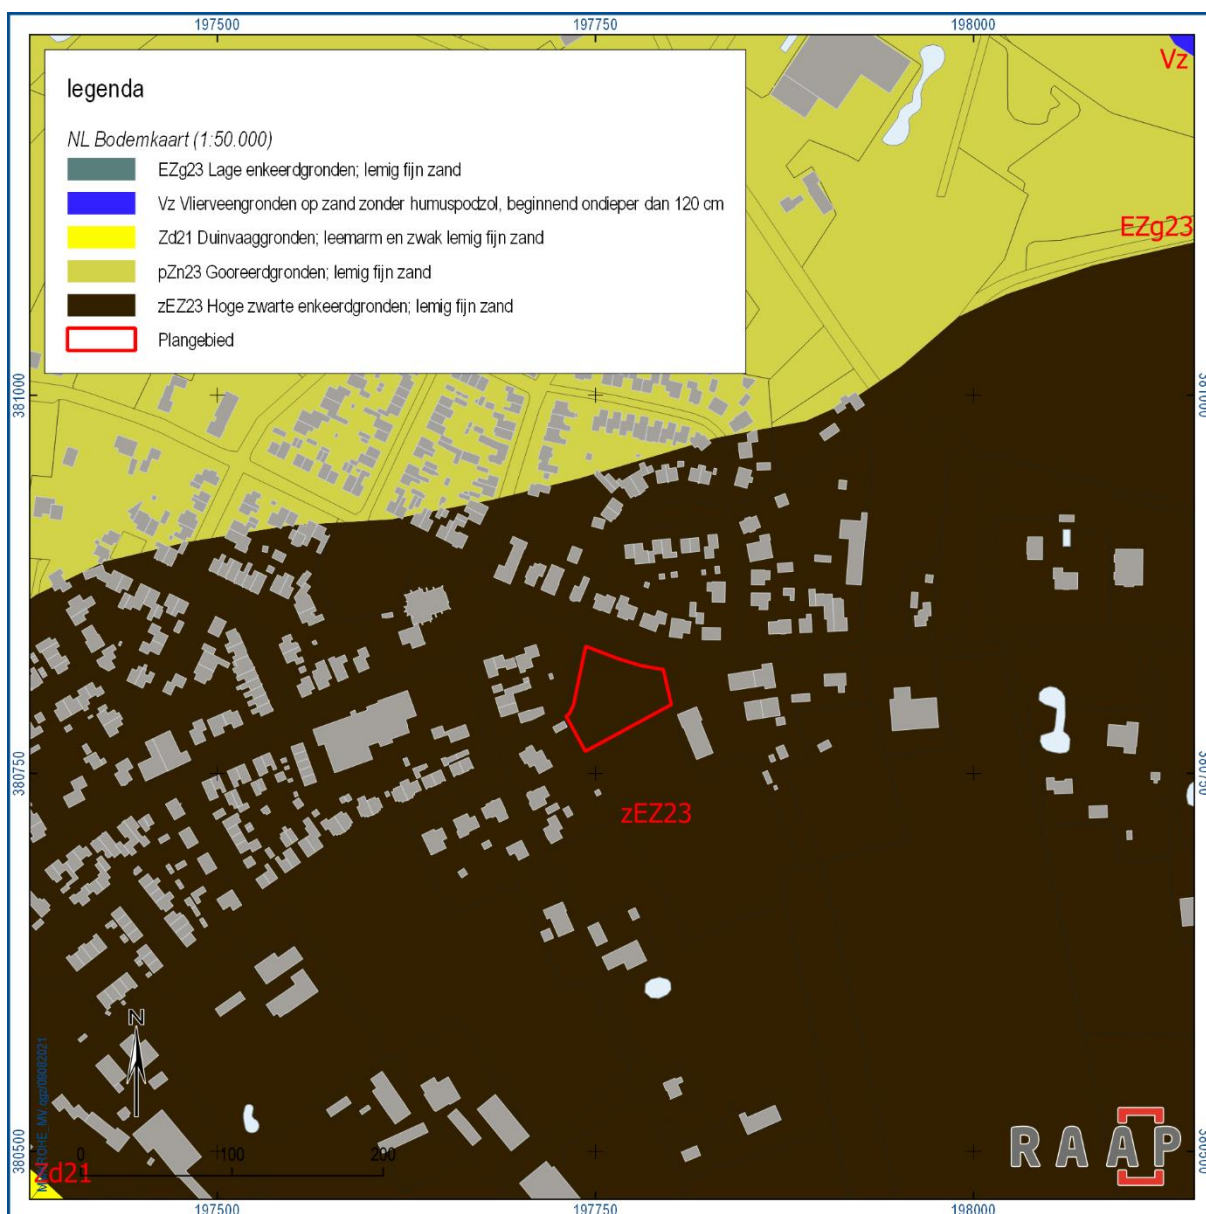 197500 197750 198000
Vz
legenda
NL Bodemkaart (1:50.000)
EZg23 Lage enkeerdgronden; lemig fijn zand
Vz Vlierveengronden op zand zonder humuspodzol, beginnend ondieper dan 120 cm
Zd21 Duinvaaggronden; leemarm en zwak lemig fijn zand
pZn23 Gooreerdgronden; lemig fijn zand
zEZ23 Hoge zwarte enkeerdgronden; lemig fijn zand
Plangebied
EZg23
381000 381000
380750 380750
zEZ23
N
380500 380500
0 100 200
Zd21
RAAP
197500 197750 198000